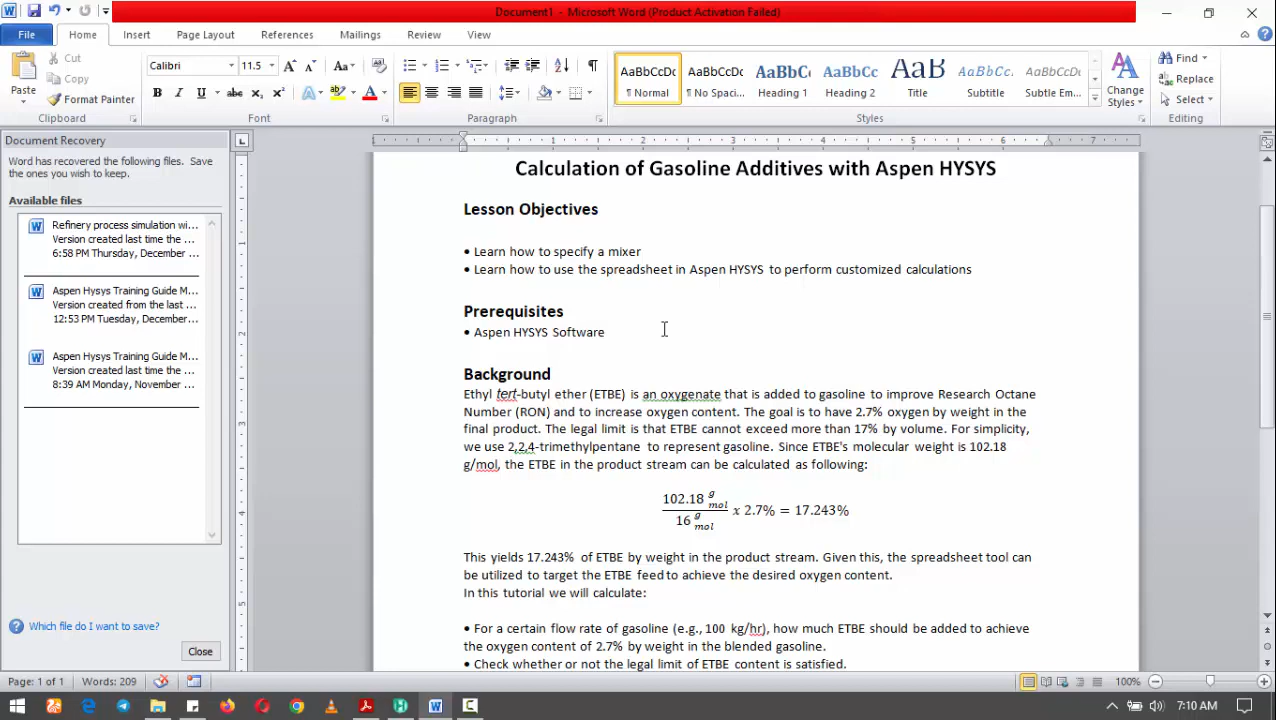 Document1 - Microsoft Word (Product Activation Failed)
File Home Insert Page Layout References Mailings Review View
Paste
Cut
Copy
Format Painter
Clipboard
Calibri 11.5
Font
Paragraph
AaBbCcDc AaBbCcDc AaBbC AaBbCc AaB AaBbCcDc AaBbCcDc
¶ Normal ¶ No Spaci... Heading 1 Heading 2 Title Subtitle Subtle Em...
Change
Styles
Styles
Find
Replace
Select
Editing
Document Recovery
Word has recovered the following files. Save
the ones you wish to keep.
Available files
Refinery process simulation wi...
Version created last time the ...
6:58 PM Thursday, December ...
Aspen Hysys Training Guide M...
Version created from the last ...
12:53 PM Tuesday, December...
Aspen Hysys Training Guide M...
Version created last time the ...
8:39 AM Monday, November ...
Which file do I want to save?
Close
Calculation of Gasoline Additives with Aspen HYSYS
Lesson Objectives
• Learn how to specify a mixer
• Learn how to use the spreadsheet in Aspen HYSYS to perform customized calculations
Prerequisites
• Aspen HYSYS Software
Background
Ethyl tert-butyl ether (ETBE) is an oxygenate that is added to gasoline to improve Research Octane
Number (RON) and to increase oxygen content. The goal is to have 2.7% oxygen by weight in the
final product. The legal limit is that ETBE cannot exceed more than 17% by volume. For simplicity,
we use 2,2,4-trimethylpentane to represent gasoline. Since ETBE's molecular weight is 102.18
g/mol, the ETBE in the product stream can be calculated as following:
102.18 g/mol
16 g/mol x 2.7% = 17.243%
This yields 17.243% of ETBE by weight in the product stream. Given this, the spreadsheet tool can
be utilized to target the ETBE feed to achieve the desired oxygen content.
In this tutorial we will calculate:
• For a certain flow rate of gasoline (e.g., 100 kg/hr), how much ETBE should be added to achieve
the oxygen content of 2.7% by weight in the blended gasoline.
• Check whether or not the legal limit of ETBE content is satisfied.
Page: 1 of 1 Words: 209 100%
7:10 AM